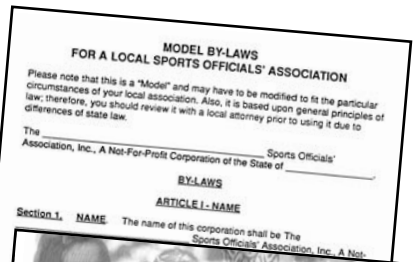 MODEL BY-LAWS
FOR A LOCAL SPORTS OFFICIALS' ASSOCIATION
Please note that this is a "Model" and may have to be modified to fit the particular
circumstances of your local association. Also, it is based upon general principles of
law; therefore, you should review it with a local attorney prior to using it due to
differences of state law.
The ____________________ Sports Officials'
Association, Inc., A Not-For-Profit Corporation of the State of ____________________.
BY-LAWS
ARTICLE I - NAME
Section 1. NAME. The name of this corporation shall be The
Sports Officials' Association, Inc., A Not-